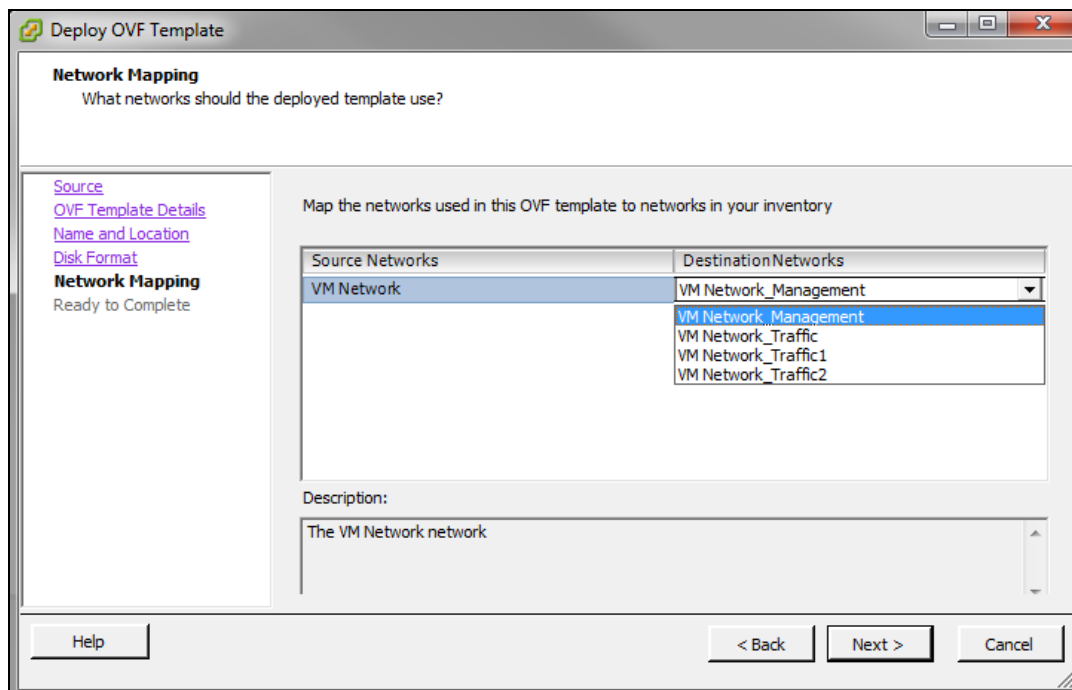 Deploy OVF Template
Network Mapping
What networks should the deployed template use?
Source
OVF Template Details
Name and Location
Disk Format
Network Mapping
Ready to Complete
Map the networks used in this OVF template to networks in your inventory
Source Networks
DestinationNetworks
VM Network
VM Network_Management
VM Network_Management
VM Network_Traffic
VM Network_Traffic1
VM Network_Traffic2
Description:
The VM Network network
Help
< Back
Next >
Cancel